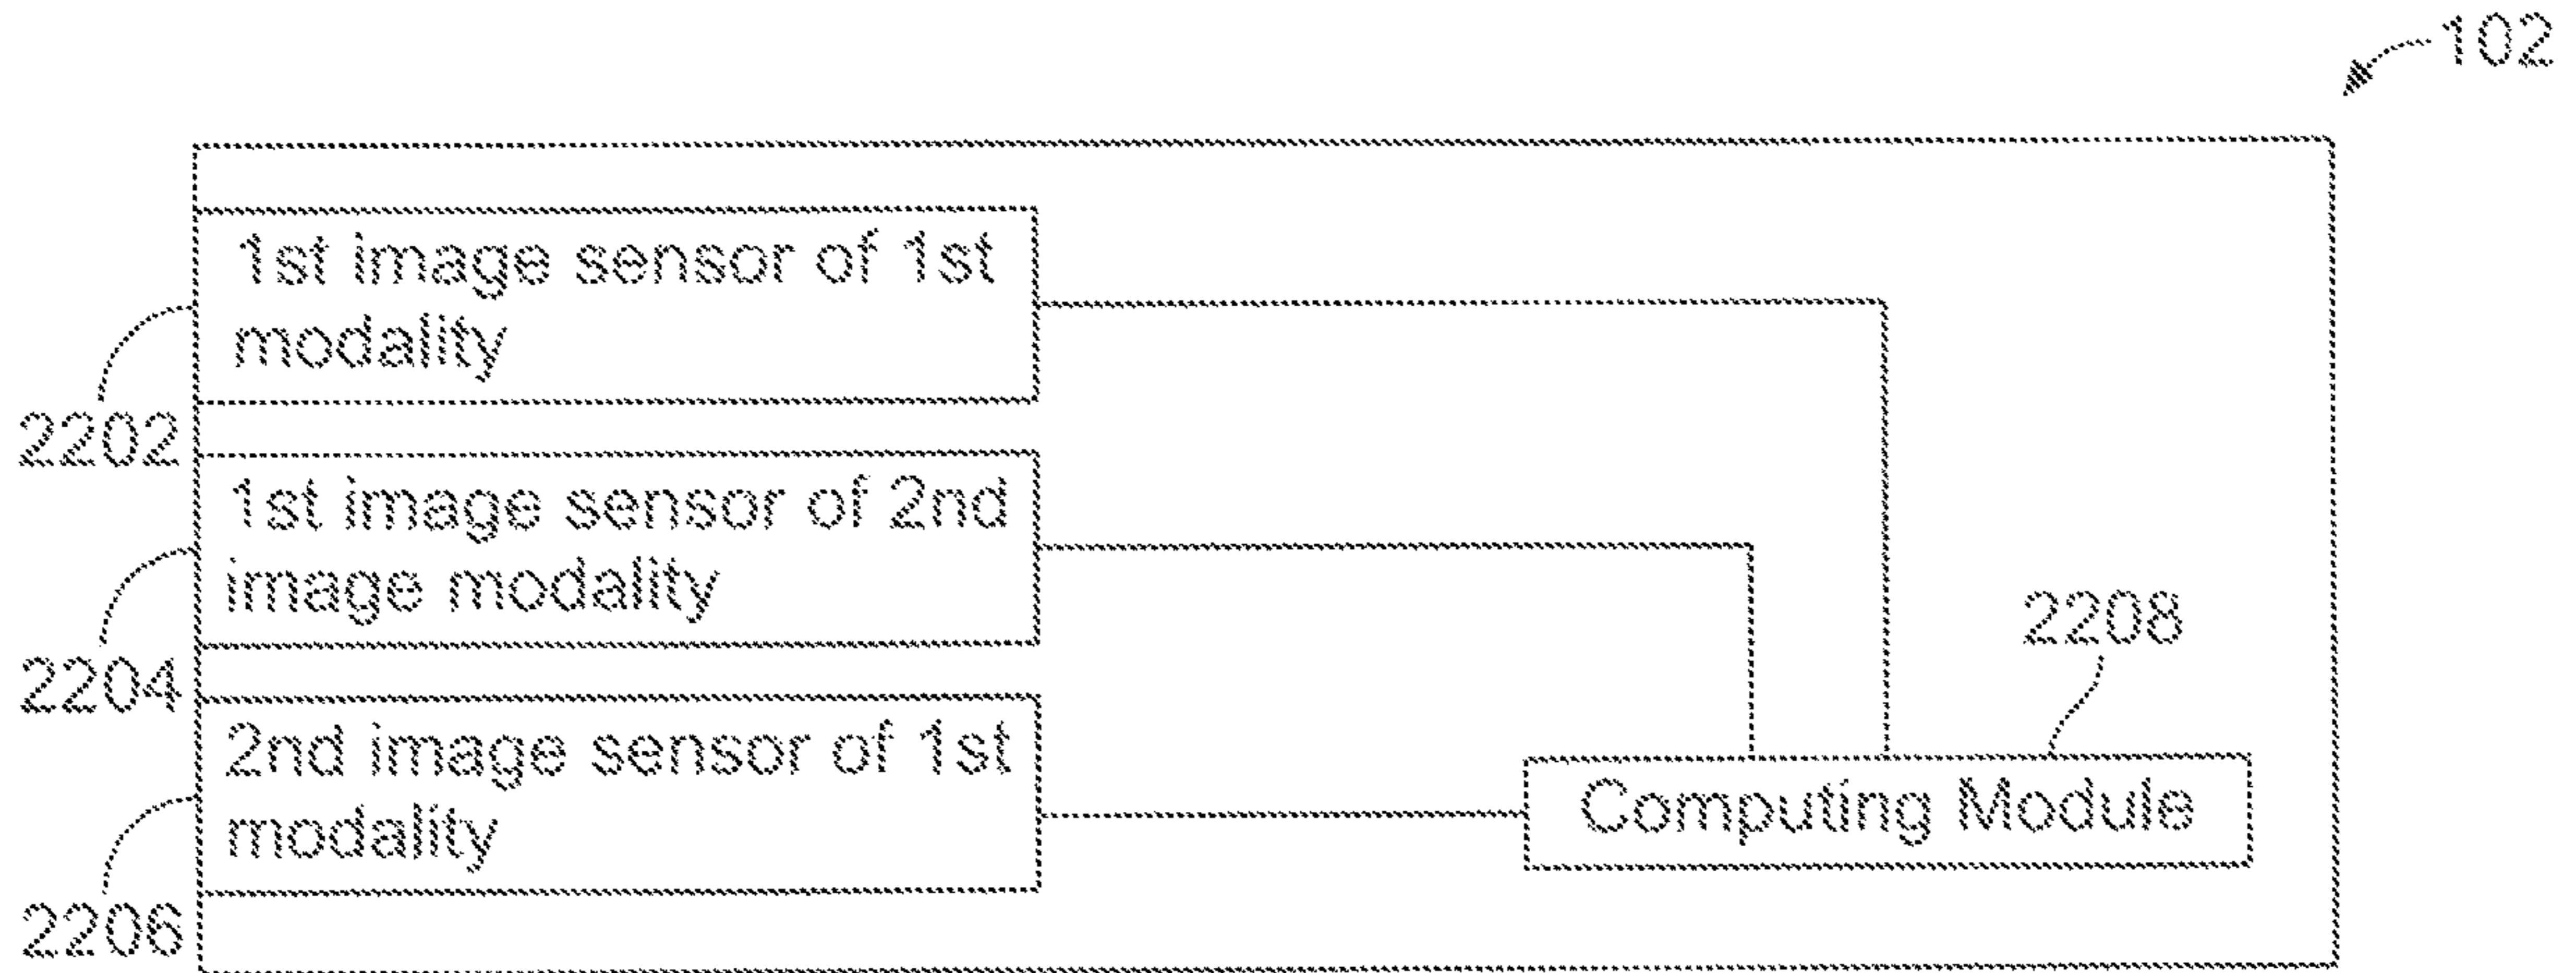 102
1st image sensor of 1st
modality
2202
1st image sensor of 2nd
image modality
2204
2208
2nd image sensor of 1st
modality
Computing Module
2206